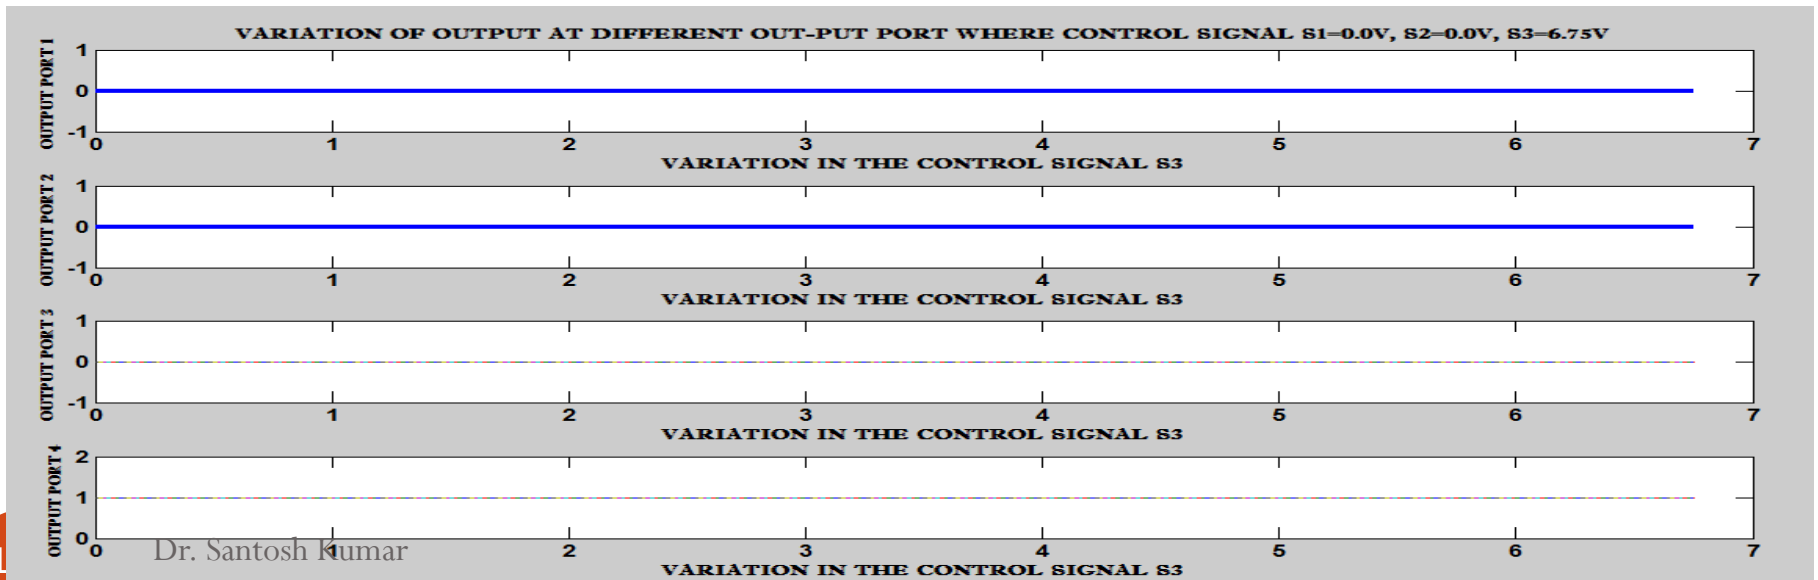 VARIATION OF OUTPUT AT DIFFERENT OUT-PUT PORT WHERE CONTROL SIGNAL S1=0.0V, S2=0.0V, S3=6.75V
OUTPUT PORT 1
1
0
-1
0 1 2 3 4 5 6 7
VARIATION IN THE CONTROL SIGNAL S3
OUTPUT PORT 2
1
0
-1
0 1 2 3 4 5 6 7
VARIATION IN THE CONTROL SIGNAL S3
OUTPUT PORT 3
1
0
-1
0 1 2 3 4 5 6 7
VARIATION IN THE CONTROL SIGNAL S3
OUTPUT PORT 4
2
1
0
0 1 2 3 4 5 6 7
Dr. Santosh Kumar
VARIATION IN THE CONTROL SIGNAL S3